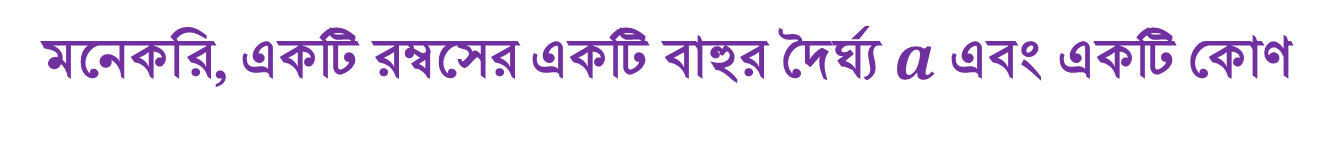 মনেকরি, একটি রম্বসের একটি বাহুর দৈর্ঘ্য a এবং একটি কোণ